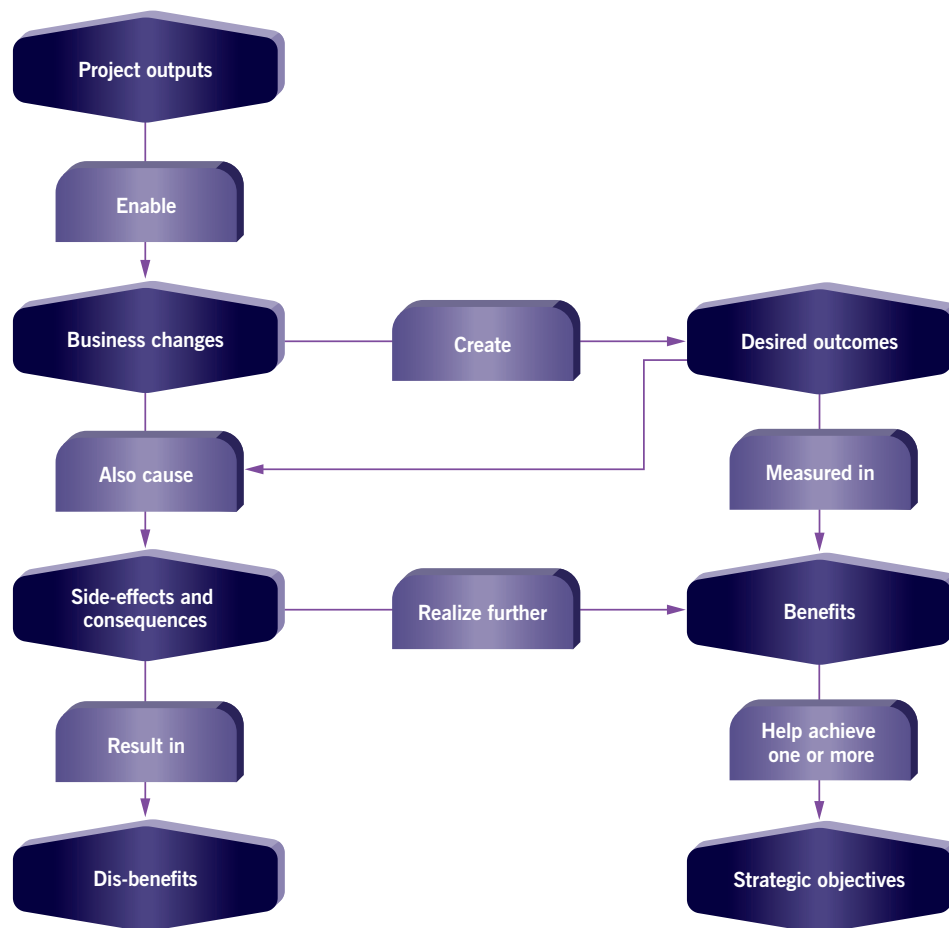 Project outputs
Enable
Business changes
Create
Desired outcomes
Also cause
Measured in
Side-effects and
consequences
Realize further
Benefits
Result in
Help achieve
one or more
Dis-benefits
Strategic objectives